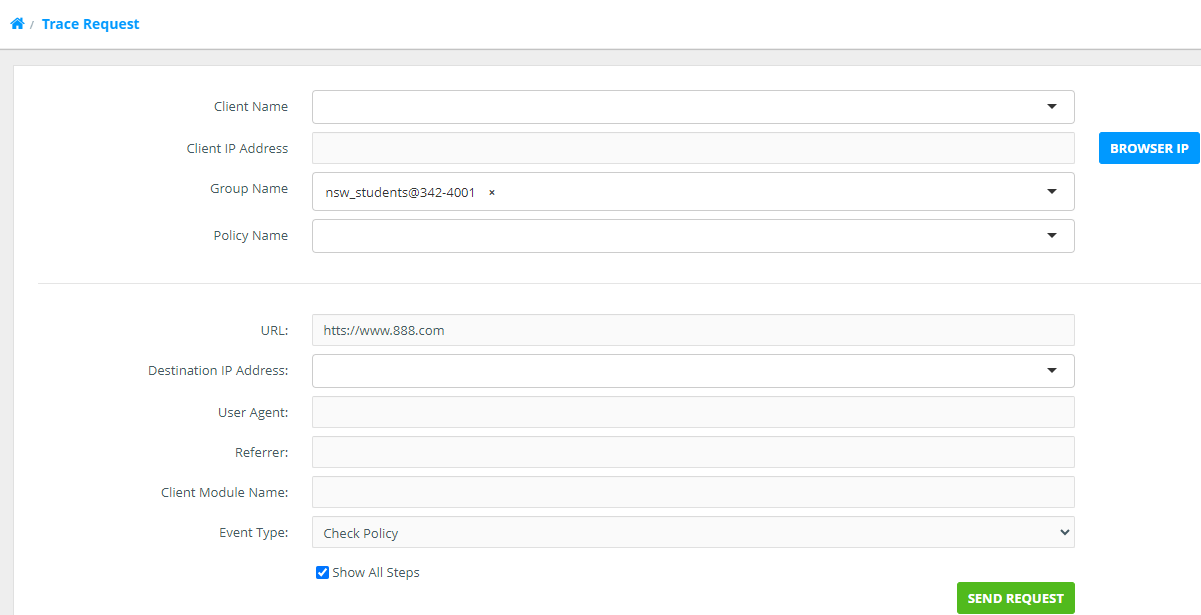 / Trace Request
Client Name
Client IP Address
BROWSER IP
Group Name
nsw_students@342-4001 ×
Policy Name
URL:
htts://www.888.com
Destination IP Address:
User Agent:
Referrer:
Client Module Name:
Event Type:
Check Policy
Show All Steps
SEND REQUEST